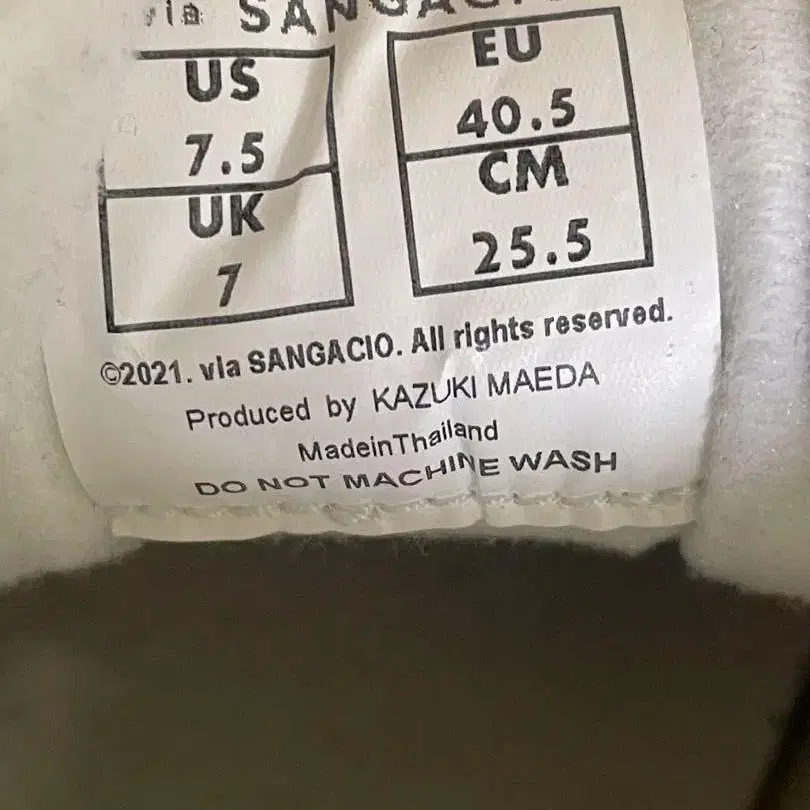 via SANGACIO
US
7.5
UK
7
EU
40.5
CM
25.5
©2021. via SANGACIO. All rights reserved.
Produced by KAZUKI MAEDA
MadeinThailand
DO NOT MACHINE WASH